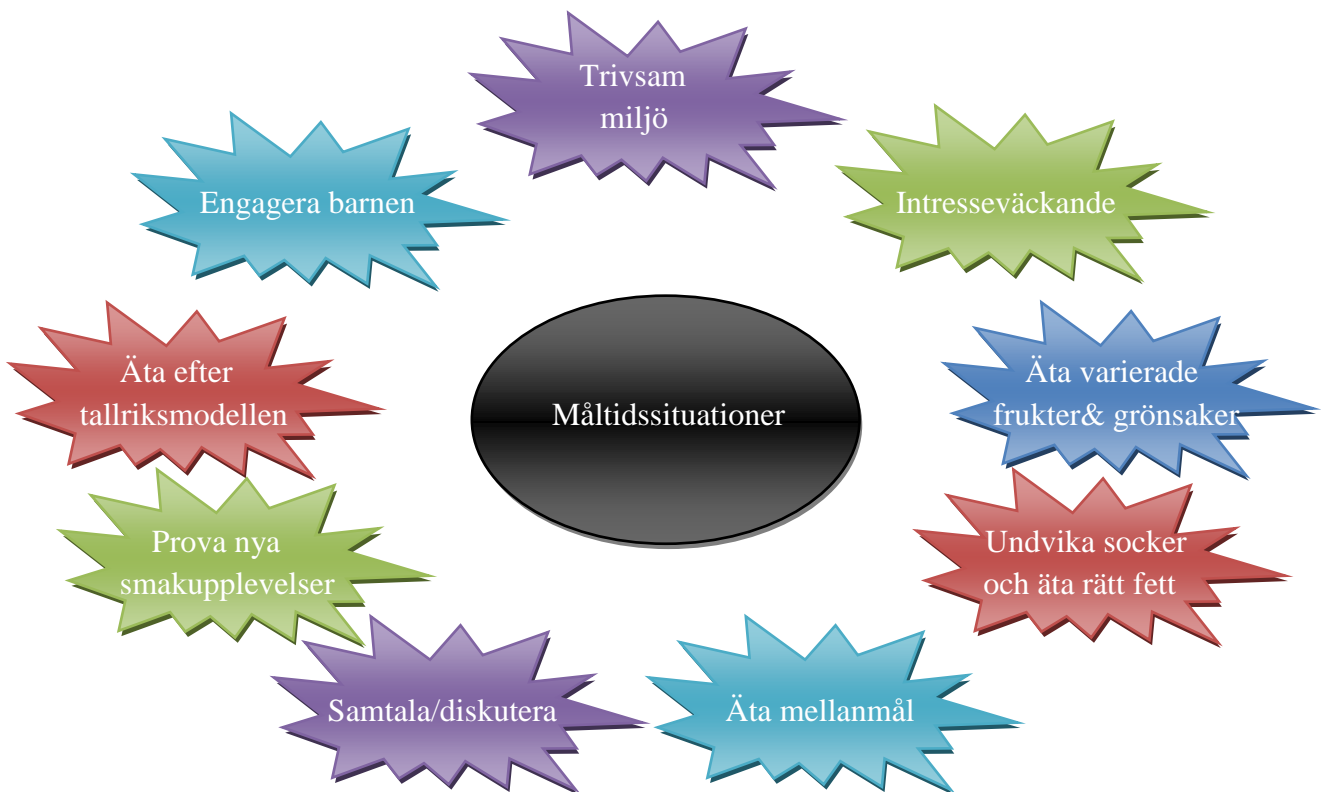 Trivsam
miljö
Engagera barnen
Intresseväckande
Äta efter
tallriksmodellen
Måltidssituationer
Äta varierade
frukter& grönsaker
Prova nya
smakupplevelser
Undvika socker
och äta rätt fett
Samtala/diskutera
Äta mellanmål